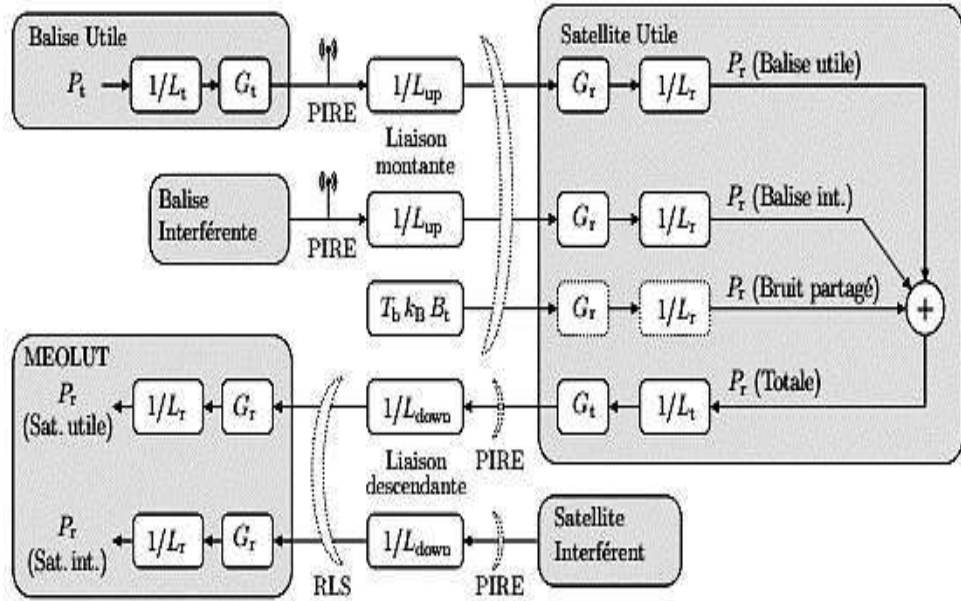 Balise Utile
P_t
1/L_t
G_t
PIRE
1/L_up
Liaison
montante
Satellite Utile
G_r
1/L_r
P_r (Balise utile)
Balise
Interférente
PIRE
1/L_up
G_r
1/L_r
P_r (Balise int.)
T_b k_B B_t
G_r
1/L_r
P_r (Bruit partagé)
+
MEOLUT
P_r
(Sat. utile)
1/L_r
G_r
1/L_down
Liaison
descendante
PIRE
G_t
1/L_t
P_r (Totale)
P_r
(Sat. int.)
1/L_r
G_r
RLS
1/L_down
PIRE
Satellite
Interférent